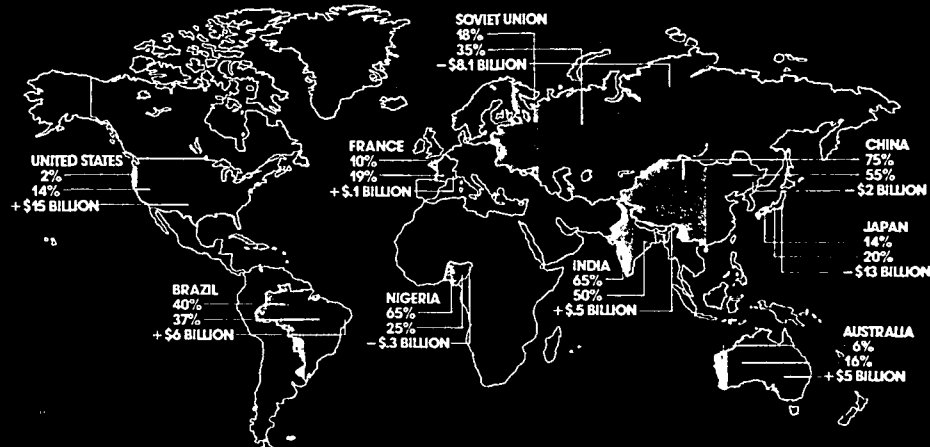 SOVIET UNION
18%
35%
– $8.1 BILLION
UNITED STATES
2%
14%
+ $15 BILLION
FRANCE
10%
19%
+ $.1 BILLION
CHINA
75%
55%
– $2 BILLION
JAPAN
14%
20%
– $13 BILLION
INDIA
65%
50%
+ $.5 BILLION
BRAZIL
40%
37%
+ $6 BILLION
NIGERIA
65%
25%
– $.3 BILLION
AUSTRALIA
6%
16%
+ $5 BILLION